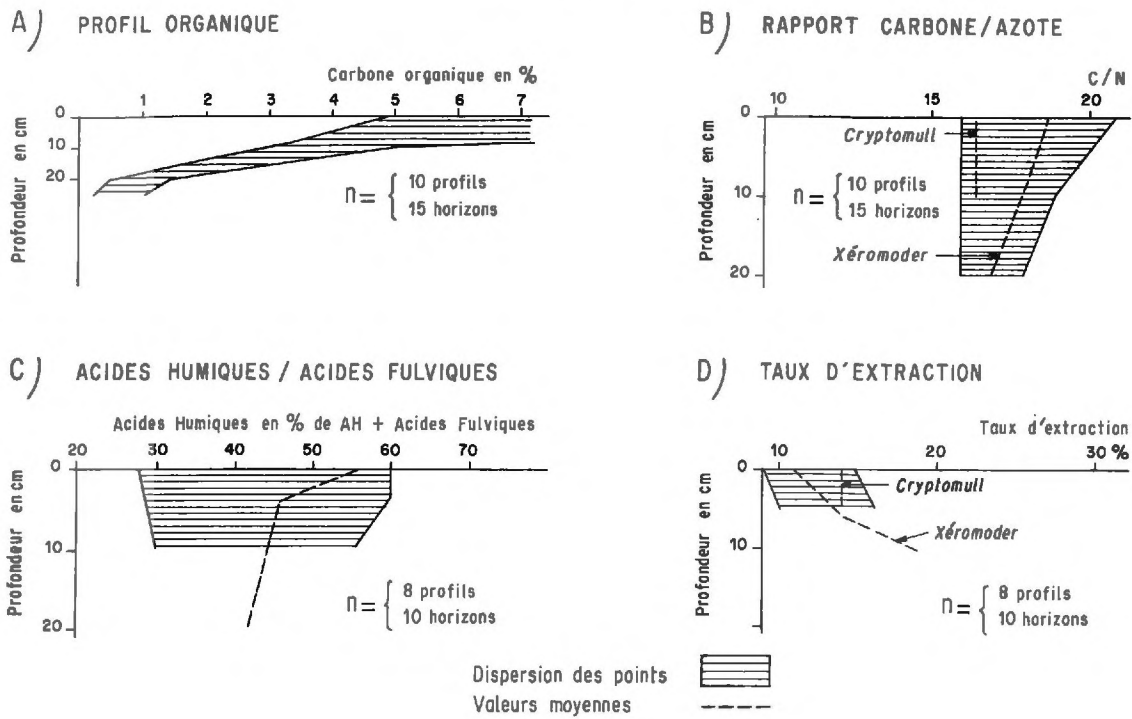 A) PROFIL ORGANIQUE
Carbone organique en %
1 2 3 4 5 6 7
0
10
20
Profondeur en cm
n = { 10 profils
15 horizons
B) RAPPORT CARBONE/AZOTE
C/N
10 15 20
0
10
20
Profondeur en cm
Cryptomull
n = { 10 profils
15 horizons
Xéromoder
C) ACIDES HUMIQUES / ACIDES FULVIQUES
Acides Humiques en % de AH + Acides Fulviques
20 30 40 50 60 70
0
10
20
Profondeur en cm
n = { 8 profils
10 horizons
D) TAUX D'EXTRACTION
Taux d'extraction
10 20 30 %
0
10
Profondeur en cm
Cryptomull
Xéromoder
n = { 8 profils
10 horizons
Dispersion des points
Valeurs moyennes